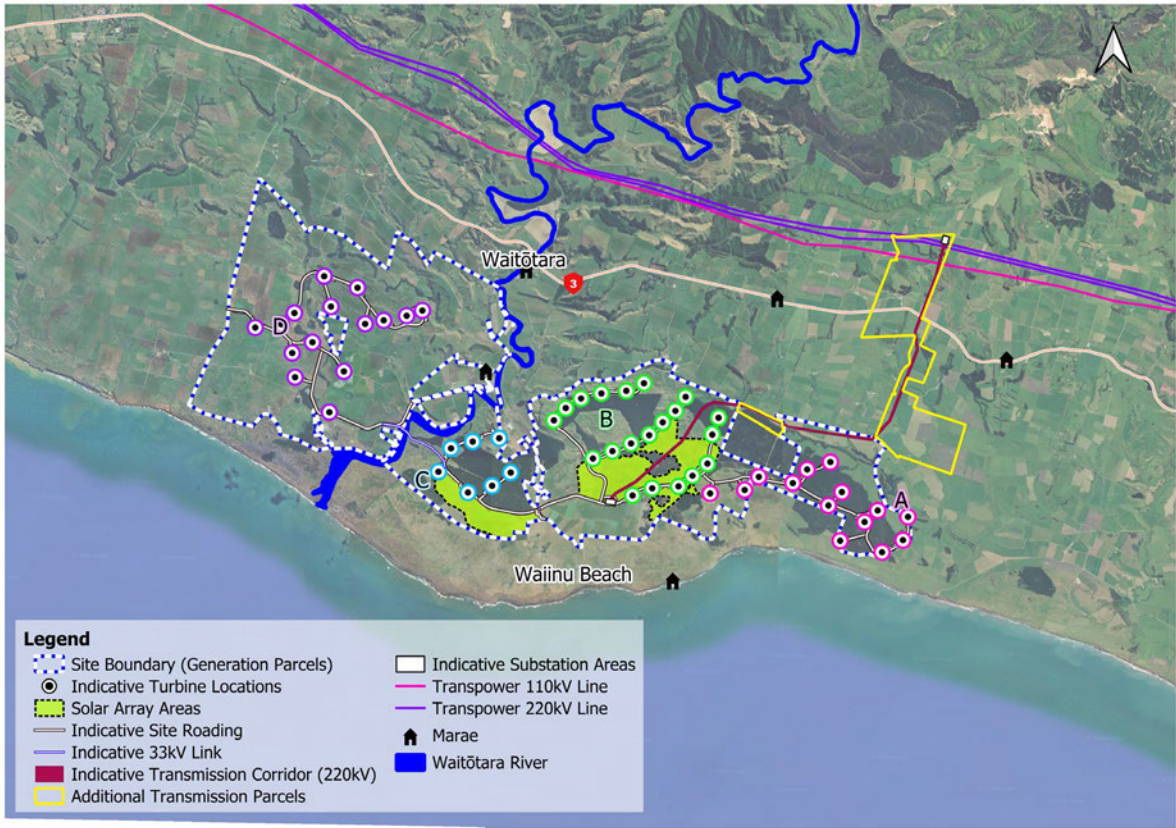 Waitōtara
3
D
B
C
A
Waiinu Beach
Legend
Site Boundary (Generation Parcels)
Indicative Turbine Locations
Solar Array Areas
Indicative Site Roading
Indicative 33kV Link
Indicative Transmission Corridor (220kV)
Additional Transmission Parcels
Indicative Substation Areas
Transpower 110kV Line
Transpower 220kV Line
Marae
Waitōtara River